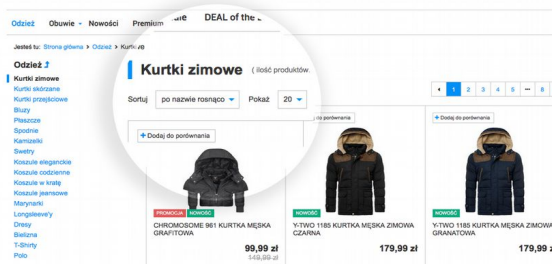 DEAL of the
Odzież Obuwie Nowości Premium
Jesteś tu: Strona główna > Odzież >
Odzież
Kurtki zimowe
( ilość produktów
Kurtki zimowe
Kurtki skórzane
Kurtki przejściowe
Bluzy
Płaszcze
Spodnie
Kamizelki
Swetry
Koszule eleganckie
Koszule codzienne
Koszule w kratę
Koszule jeansowe
Marynarki
Longsleeve'y
Dresy
Bielizna
T-Shirty
Polo
Sortuj po nazwie rosnąco Pokaż 20
1 2 3 4 5 ... 8
+ Dodaj do porównania
do porównania
+ Dodaj do porównania
PROMOCJA NOWOŚĆ
CHROMOSOME 961 KURTKA MĘSKA
GRAFITOWA
99,99 zł
149,99 zł
NOWOŚĆ
Y-TWO 1185 KURTKA MĘSKA ZIMOWA
CZARNA
179,99 zł
NOWOŚĆ
Y-TWO 1185 KURTKA MĘSKA ZIMOWA
GRANATOWA
179,99 zł